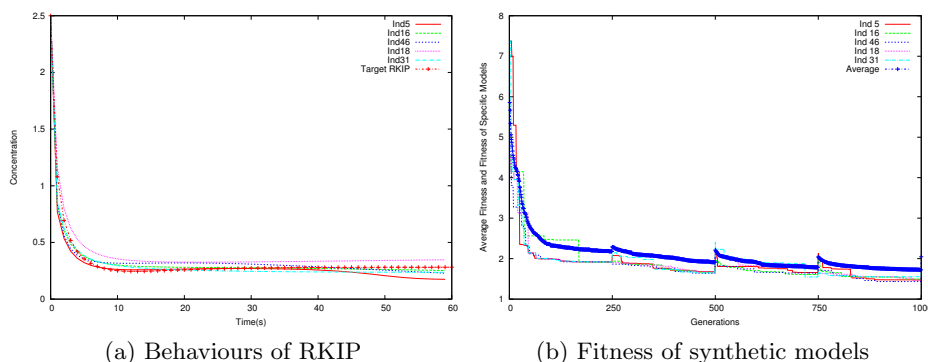 2.5
2
1.5
1
0.5
0
0
10
20
30
40
50
60
Concentration
Time(s)
Ind5
Ind16
Ind46
Ind18
Ind31
Target RKIP
(a) Behaviours of RKIP
8
7
6
5
4
3
2
1
0
250
500
750
1000
Average Fitness and Fitness of Specific Models
Generations
Ind 5
Ind 16
Ind 46
Ind 18
Ind 31
Average
(b) Fitness of synthetic models